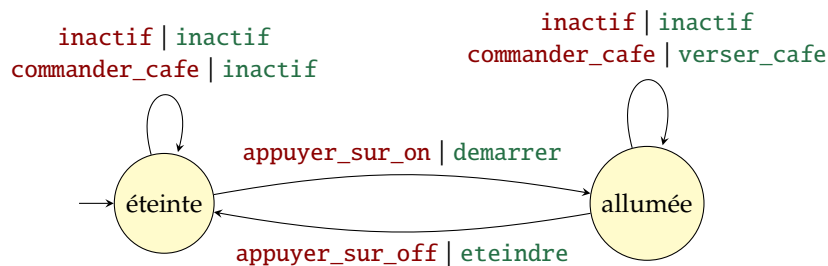 inactif | inactif
commander_cafe | inactif
inactif | inactif
commander_cafe | verser_cafe
appuyer_sur_on | demarrer
éteinte
allumée
appuyer_sur_off | eteindre